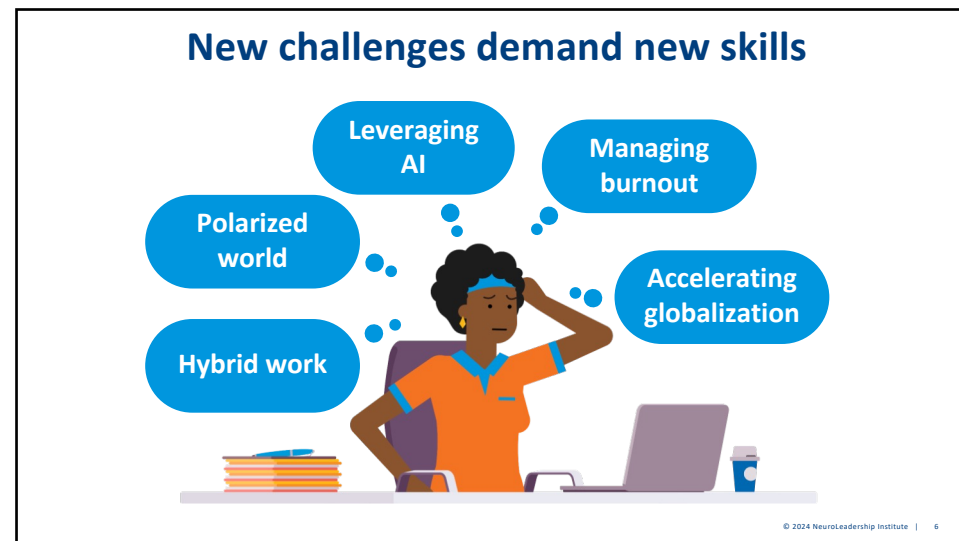 New challenges demand new skills
Leveraging
AI
Managing
burnout
Polarized
world
Accelerating
globalization
Hybrid work
© 2024 NeuroLeadership Institute | 6